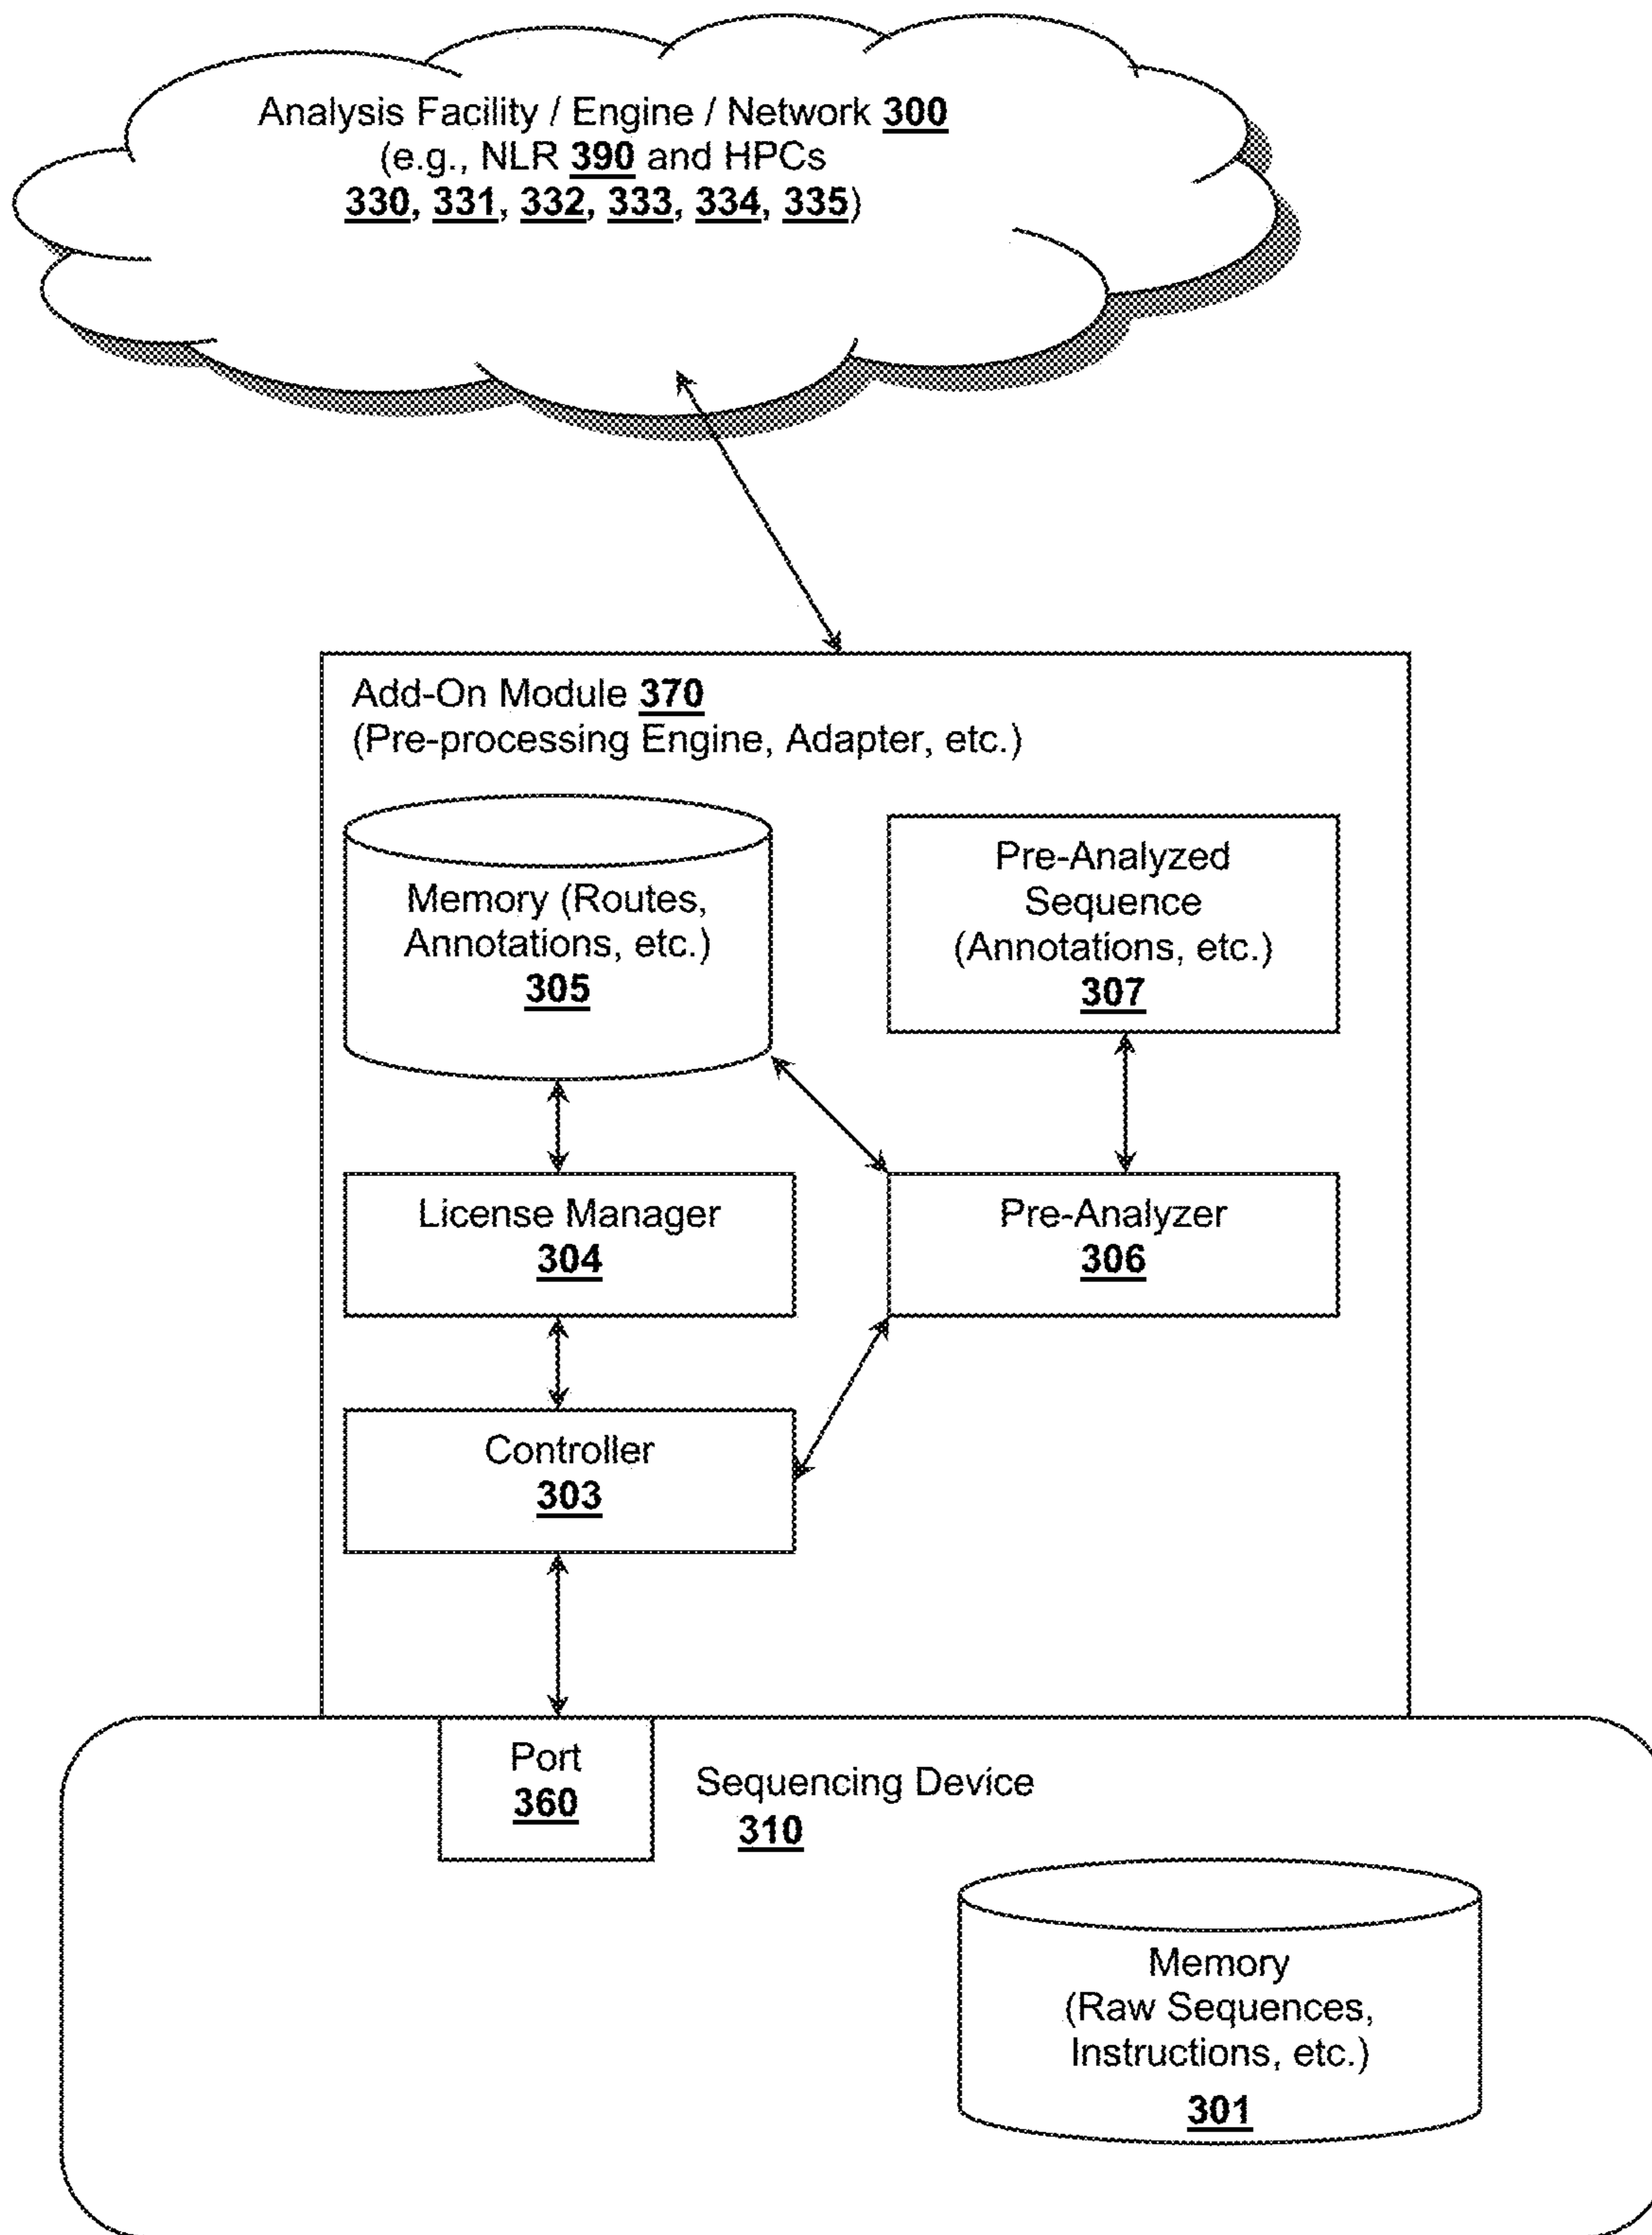 Analysis Facility / Engine / Network 300
(e.g., NLR 390 and HPCs
330, 331, 332, 333, 334, 335)
Add-On Module 370
(Pre-processing Engine, Adapter, etc.)
Memory (Routes,
Annotations, etc.)
305
Pre-Analyzed
Sequence
(Annotations, etc.)
307
License Manager
304
Pre-Analyzer
306
Controller
303
Port
360
Sequencing Device
310
Memory
(Raw Sequences,
Instructions, etc.)
301